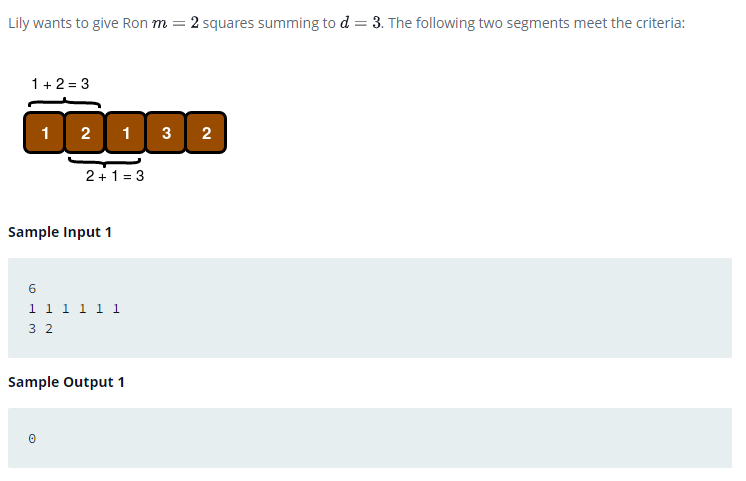 Lily wants to give Ron m = 2 squares summing to d = 3. The following two segments meet the criteria:
1 + 2 = 3
1 2 1 3 2
2 + 1 = 3
Sample Input 1
6
1 1 1 1 1 1
3 2
Sample Output 1
0